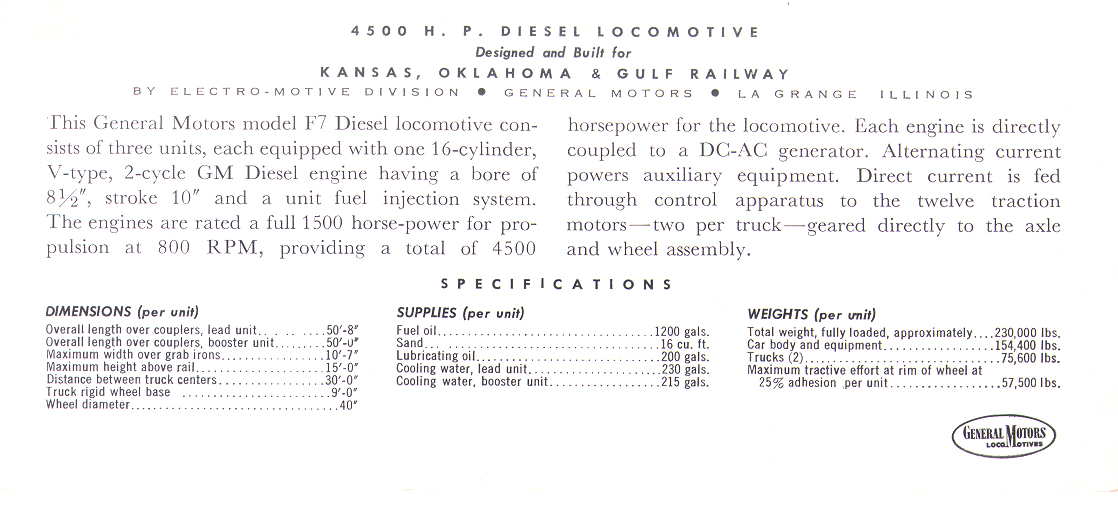 4500 H. P. DIESEL LOCOMOTIVE
Designed and Built for
KANSAS, OKLAHOMA & GULF RAILWAY
BY ELECTRO-MOTIVE DIVISION ● GENERAL MOTORS ● LA GRANGE ILLINOIS
This General Motors model F7 Diesel locomotive con-
sists of three units, each equipped with one 16-cylinder,
V-type, 2-cycle GM Diesel engine having a bore of
8½", stroke 10" and a unit fuel injection system.
The engines are rated a full 1500 horse-power for pro-
pulsion at 800 RPM, providing a total of 4500
horsepower for the locomotive. Each engine is directly
coupled to a DC-AC generator. Alternating current
powers auxiliary equipment. Direct current is fed
through control apparatus to the twelve traction
motors—two per truck—geared directly to the axle
and wheel assembly.
SPECIFICATIONS
DIMENSIONS (per unit)
Overall length over couplers, lead unit.. . .. ....50'-8"
Overall length over couplers, booster unit........50'-0"
Maximum width over grab irons...............10'-7"
Maximum height above rail...................15'-0"
Distance between truck centers...............30'-0"
Truck rigid wheel base .....................9'-0"
Wheel diameter..............................40"
SUPPLIES (per unit)
Fuel oil...............................1200 gals.
Sand..................................16 cu. ft.
Lubricating oil..........................200 gals.
Cooling water, lead unit...................230 gals.
Cooling water, booster unit................215 gals.
WEIGHTS (per unit)
Total weight, fully loaded, approximately....230,000 lbs.
Car body and equipment................154,400 lbs.
Trucks (2)............................75,600 lbs.
Maximum tractive effort at rim of wheel at
25% adhesion per unit................57,500 lbs.
GENERAL MOTORS
LOCOMOTIVES